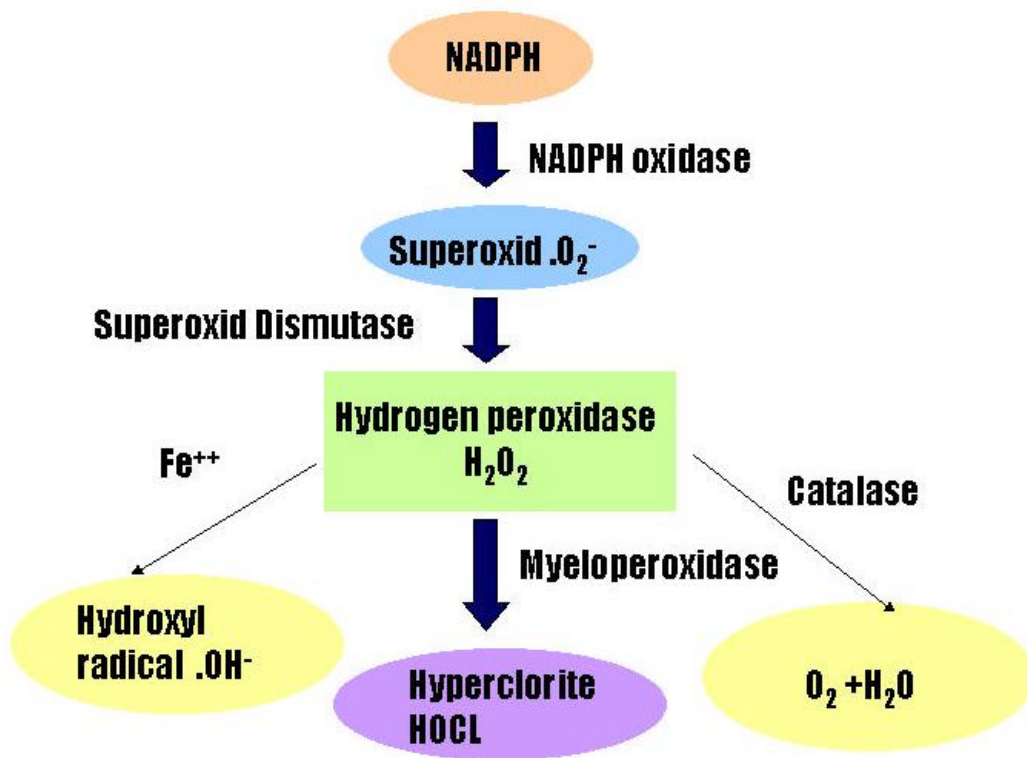 NADPH
NADPH oxidase
Superoxid .O₂⁻
Superoxid Dismutase
Hydrogen peroxidase
H₂O₂
Fe⁺⁺
Catalase
Myeloperoxidase
Hydroxyl
radical .OH⁻
Hyperclorite
HOCL
O₂ +H₂O